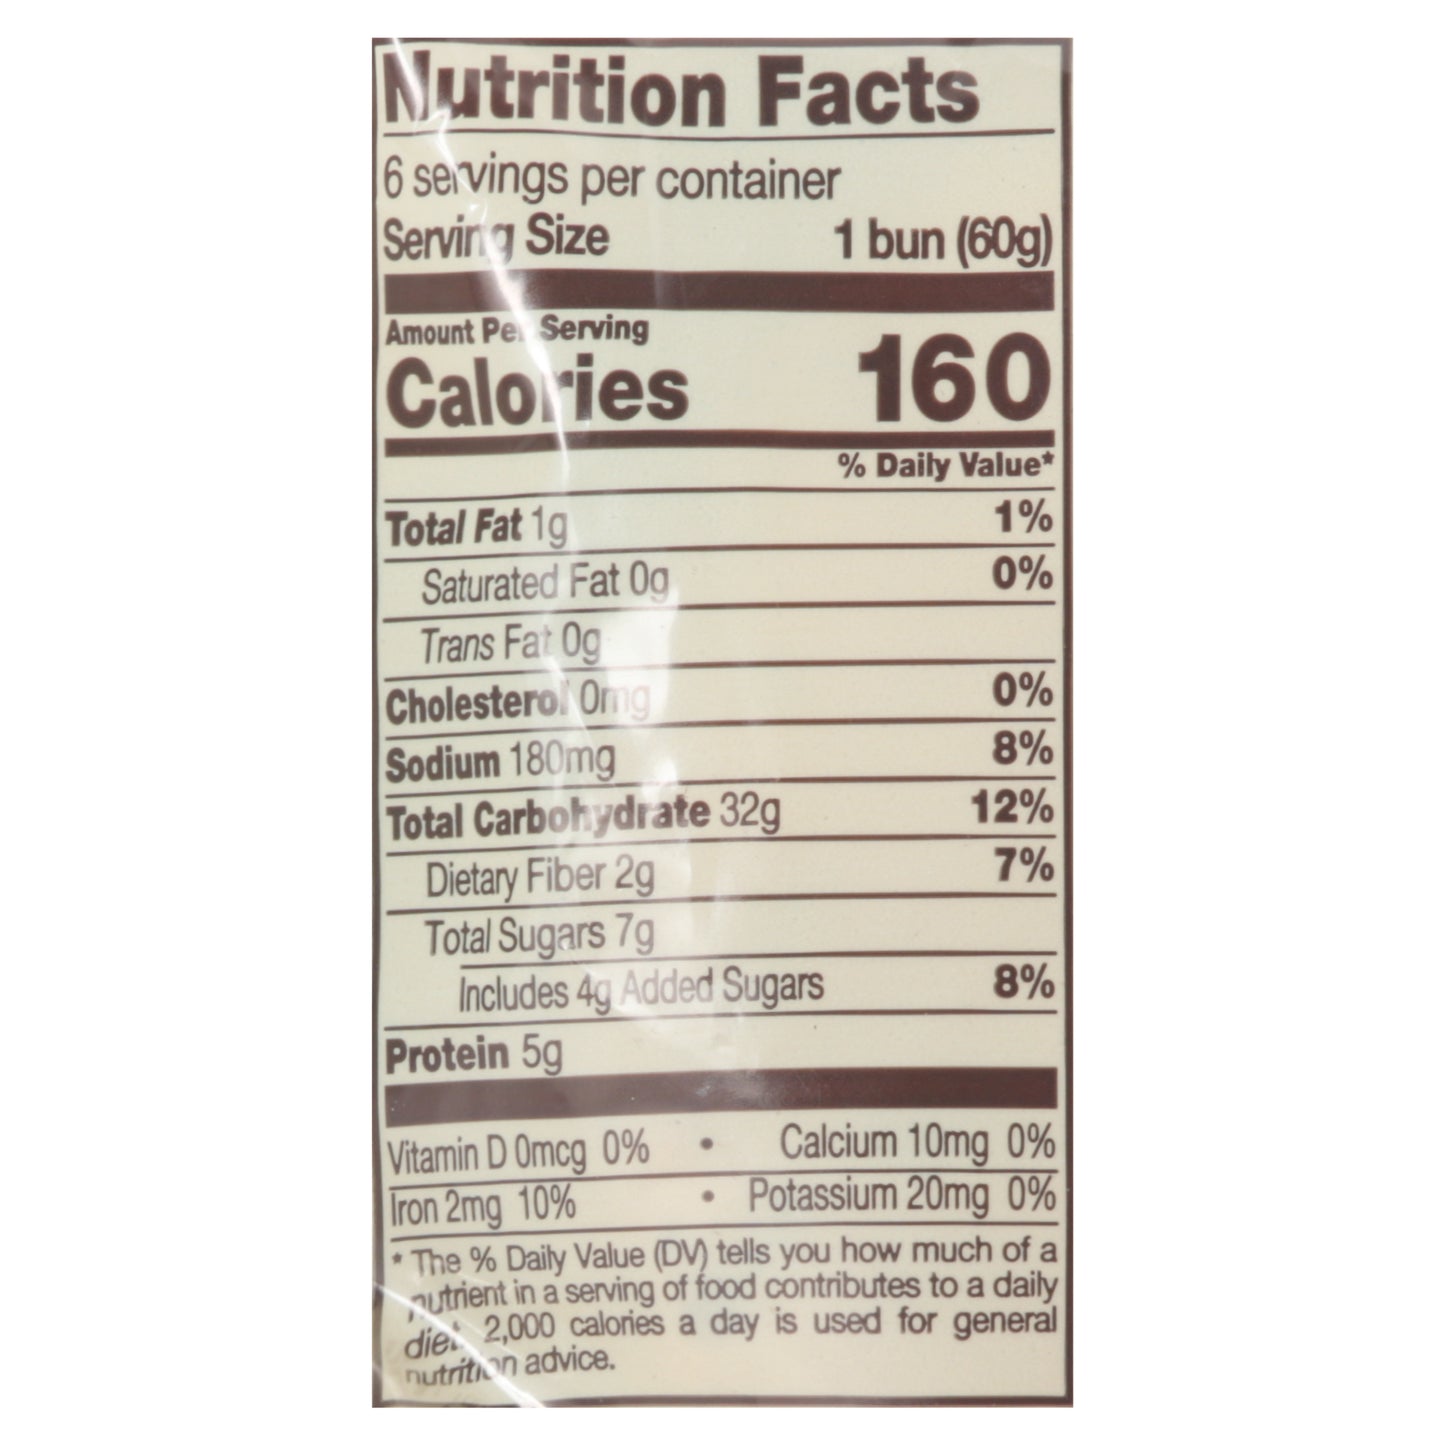 Nutrition Facts
6 servings per container
Serving Size 1 bun (60g)
Amount Per Serving
Calories 160
% Daily Value*
Total Fat 1g 1%
Saturated Fat 0g 0%
Trans Fat 0g
Cholesterol 0mg 0%
Sodium 180mg 8%
Total Carbohydrate 32g 12%
Dietary Fiber 2g 7%
Total Sugars 7g
Includes 4g Added Sugars 8%
Protein 5g
Vitamin D 0mcg 0% • Calcium 10mg 0%
Iron 2mg 10% • Potassium 20mg 0%
* The % Daily Value (DV) tells you how much of a
nutrient in a serving of food contributes to a daily
diet. 2,000 calories a day is used for general
nutrition advice.